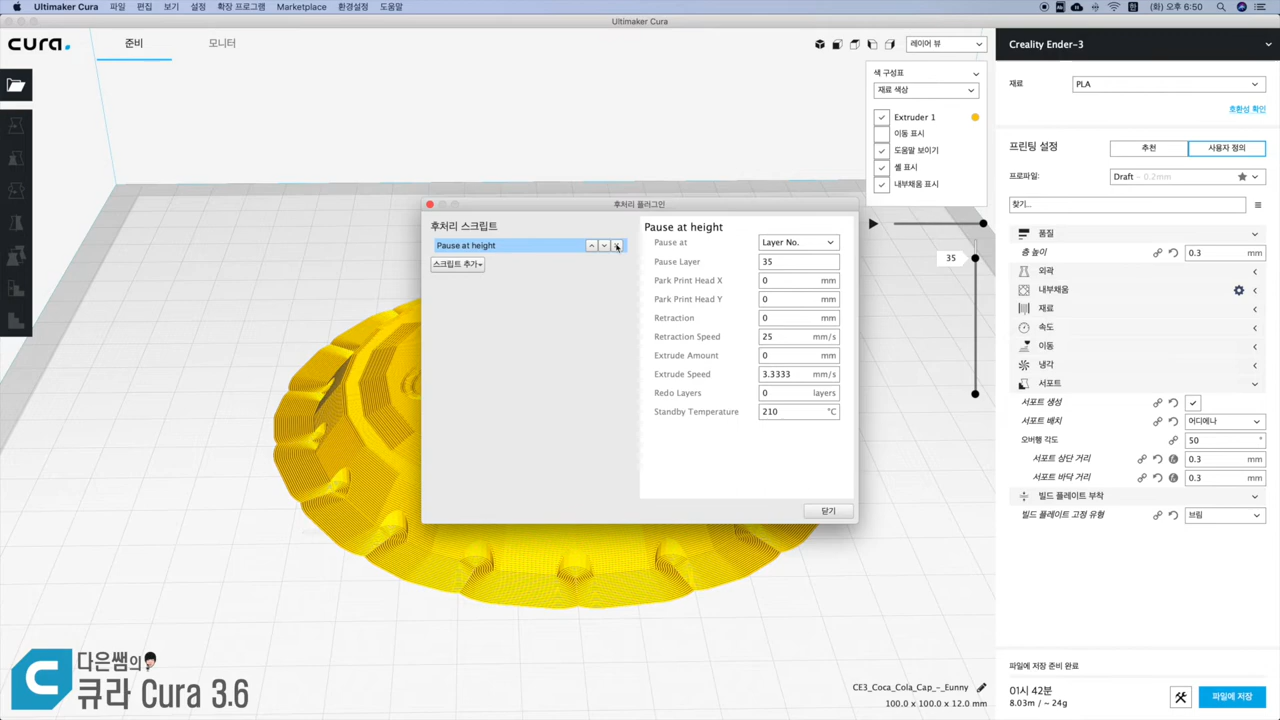 Ultimaker Cura 파일 편집 보기 설정 확장 프로그램 Marketplace 환경설정 도움말
(화) 오후 6:50
Ultimaker Cura
cura.
준비 모니터
레이어 뷰
색 구성표
재료 색상
Extruder 1
이동 표시
도움말 보이기
셸 표시
내부채움 표시
35
후처리 플러그인
후처리 스크립트
Pause at height
스크립트 추가
Pause at height
Pause at Layer No.
Pause Layer 35
Park Print Head X 0 mm
Park Print Head Y 0 mm
Retraction 0 mm
Retraction Speed 25 mm/s
Extrude Amount 0 mm
Extrude Speed 3.3333 mm/s
Redo Layers 0 layers
Standby Temperature 210 °C
닫기
Creality Ender-3
재료 PLA
호환성 확인
프린팅 설정 추천 사용자 정의
프로파일: Draft - 0.2mm
찾기...
품질
층 높이 0.3 mm
외곽
내부채움
재료
속도
이동
냉각
서포트
서포트 생성
서포트 배치 어디에나
오버행 각도 50 °
서포트 상단 거리 0.3 mm
서포트 바닥 거리 0.3 mm
빌드 플레이트 부착
빌드 플레이트 고정 유형 브림
파일에 저장 준비 완료
01시 42분
8.03m / ~ 24g
파일에 저장
CE3_Coca_Cola_Cap_-_Eunny
100.0 x 100.0 x 12.0 mm
다은쌤의
큐라 Cura 3.6